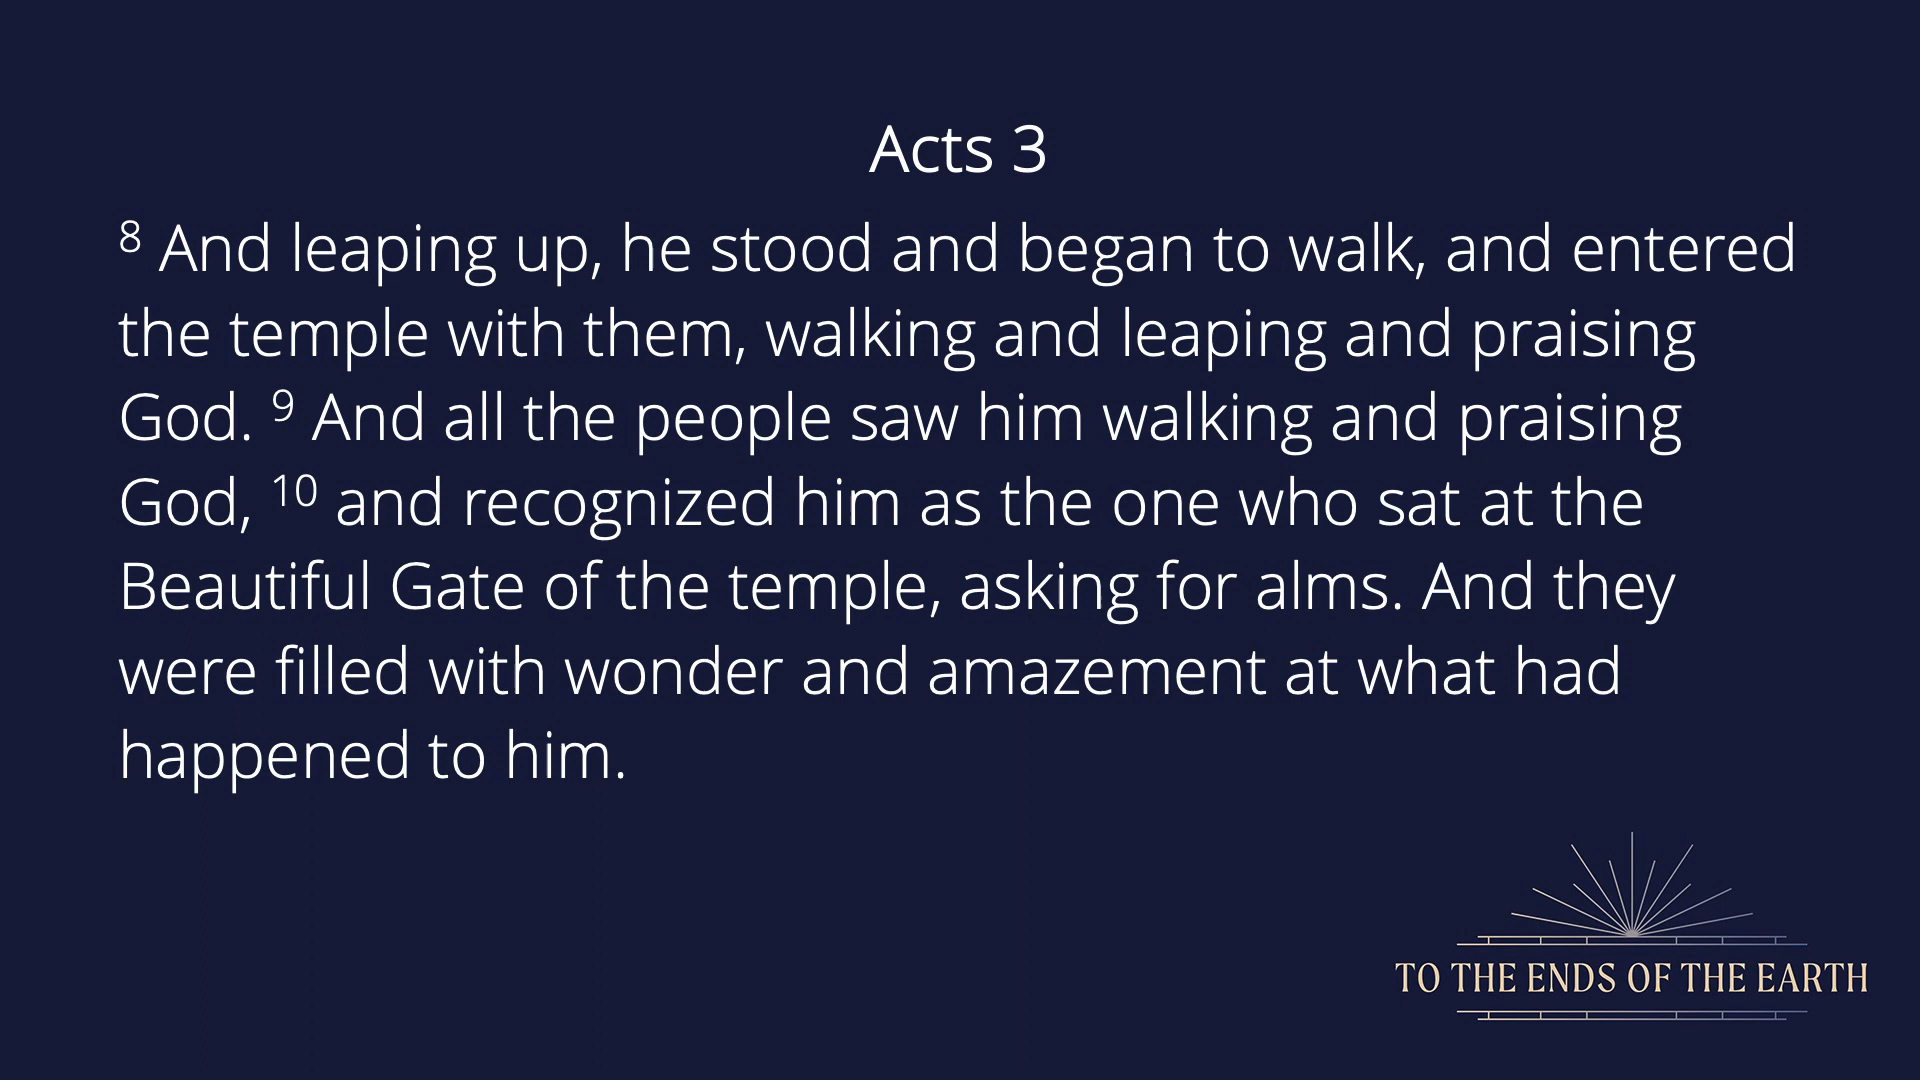 Acts 3
8 And leaping up, he stood and began to walk, and entered
the temple with them, walking and leaping and praising
God. 9 And all the people saw him walking and praising
God, 10 and recognized him as the one who sat at the
Beautiful Gate of the temple, asking for alms. And they
were filled with wonder and amazement at what had
happened to him.
TO THE ENDS OF THE EARTH